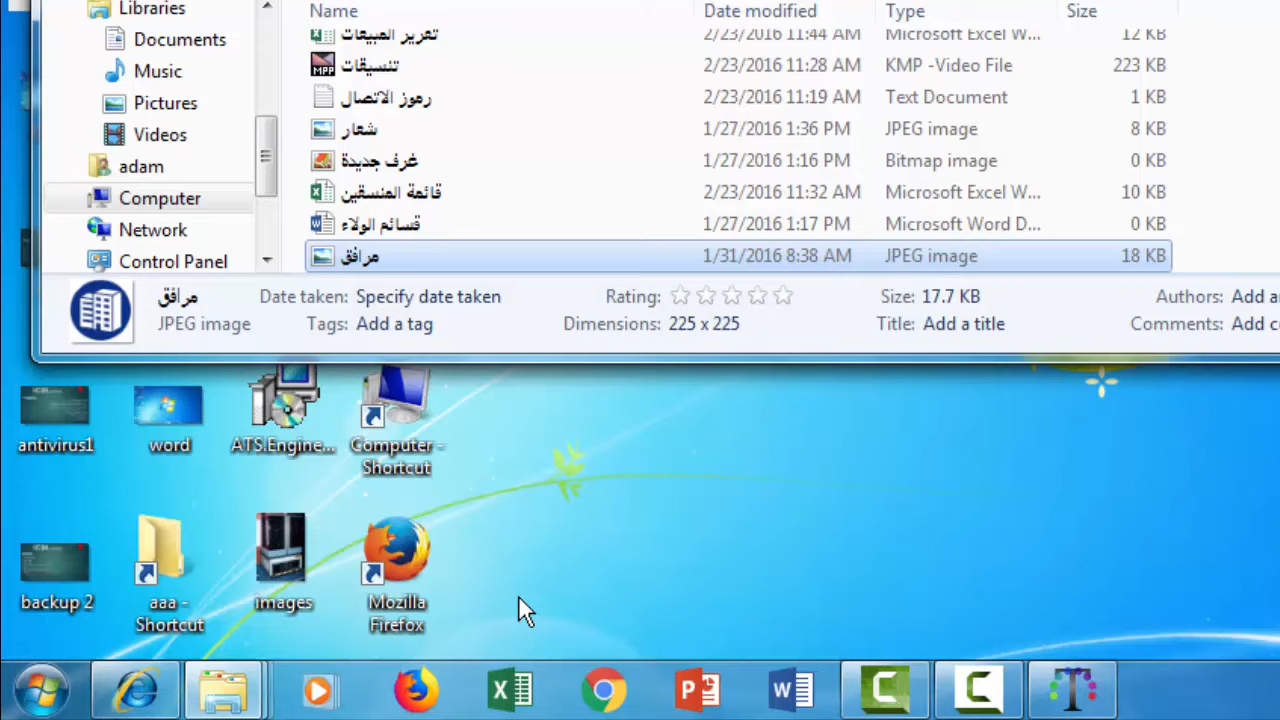 Libraries
Documents
Music
Pictures
Videos
adam
Computer
Network
Control Panel
Name Date modified Type Size
تقرير المبيعات 2/23/2016 11:44 AM Microsoft Excel W... 12 KB
تنسيقات 2/23/2016 11:28 AM KMP -Video File 223 KB
رموز الاتصال 2/23/2016 11:19 AM Text Document 1 KB
شعار 1/27/2016 1:36 PM JPEG image 8 KB
غرف جديدة 1/27/2016 1:16 PM Bitmap image 0 KB
قائمة المنسقين 2/23/2016 11:32 AM Microsoft Excel W... 10 KB
قسائم الولاء 1/27/2016 1:17 PM Microsoft Word D... 0 KB
مرافق 1/31/2016 8:38 AM JPEG image 18 KB
مرافق Date taken: Specify date taken Rating: Size: 17.7 KB Authors: Add a
JPEG image Tags: Add a tag Dimensions: 225 x 225 Title: Add a title Comments: Add c
antivirus1 word ATS.Engine... Computer -
Shortcut
backup 2 aaa - images Mozilla
Shortcut Firefox